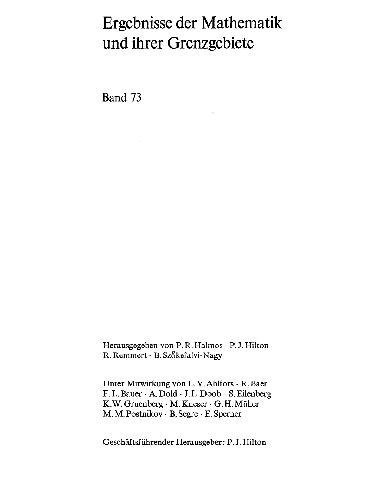 Ergebnisse der Mathematik
und ihrer Grenzgebiete
Band 73
Herausgegeben von P. R. Halmos · P. J. Hilton
R. Remmert · B. Szőkefalvi-Nagy
Unter Mitwirkung von L. V. Ahlfors · R. Baer
F. L. Bauer · A. Dold · J. L. Doob · S. Eilenberg
K. W. Gruenberg · M. Kneser · G. H. Müller
M. M. Postnikov · B. Segre · E. Sperner
Geschäftsführender Herausgeber: P. J. Hilton